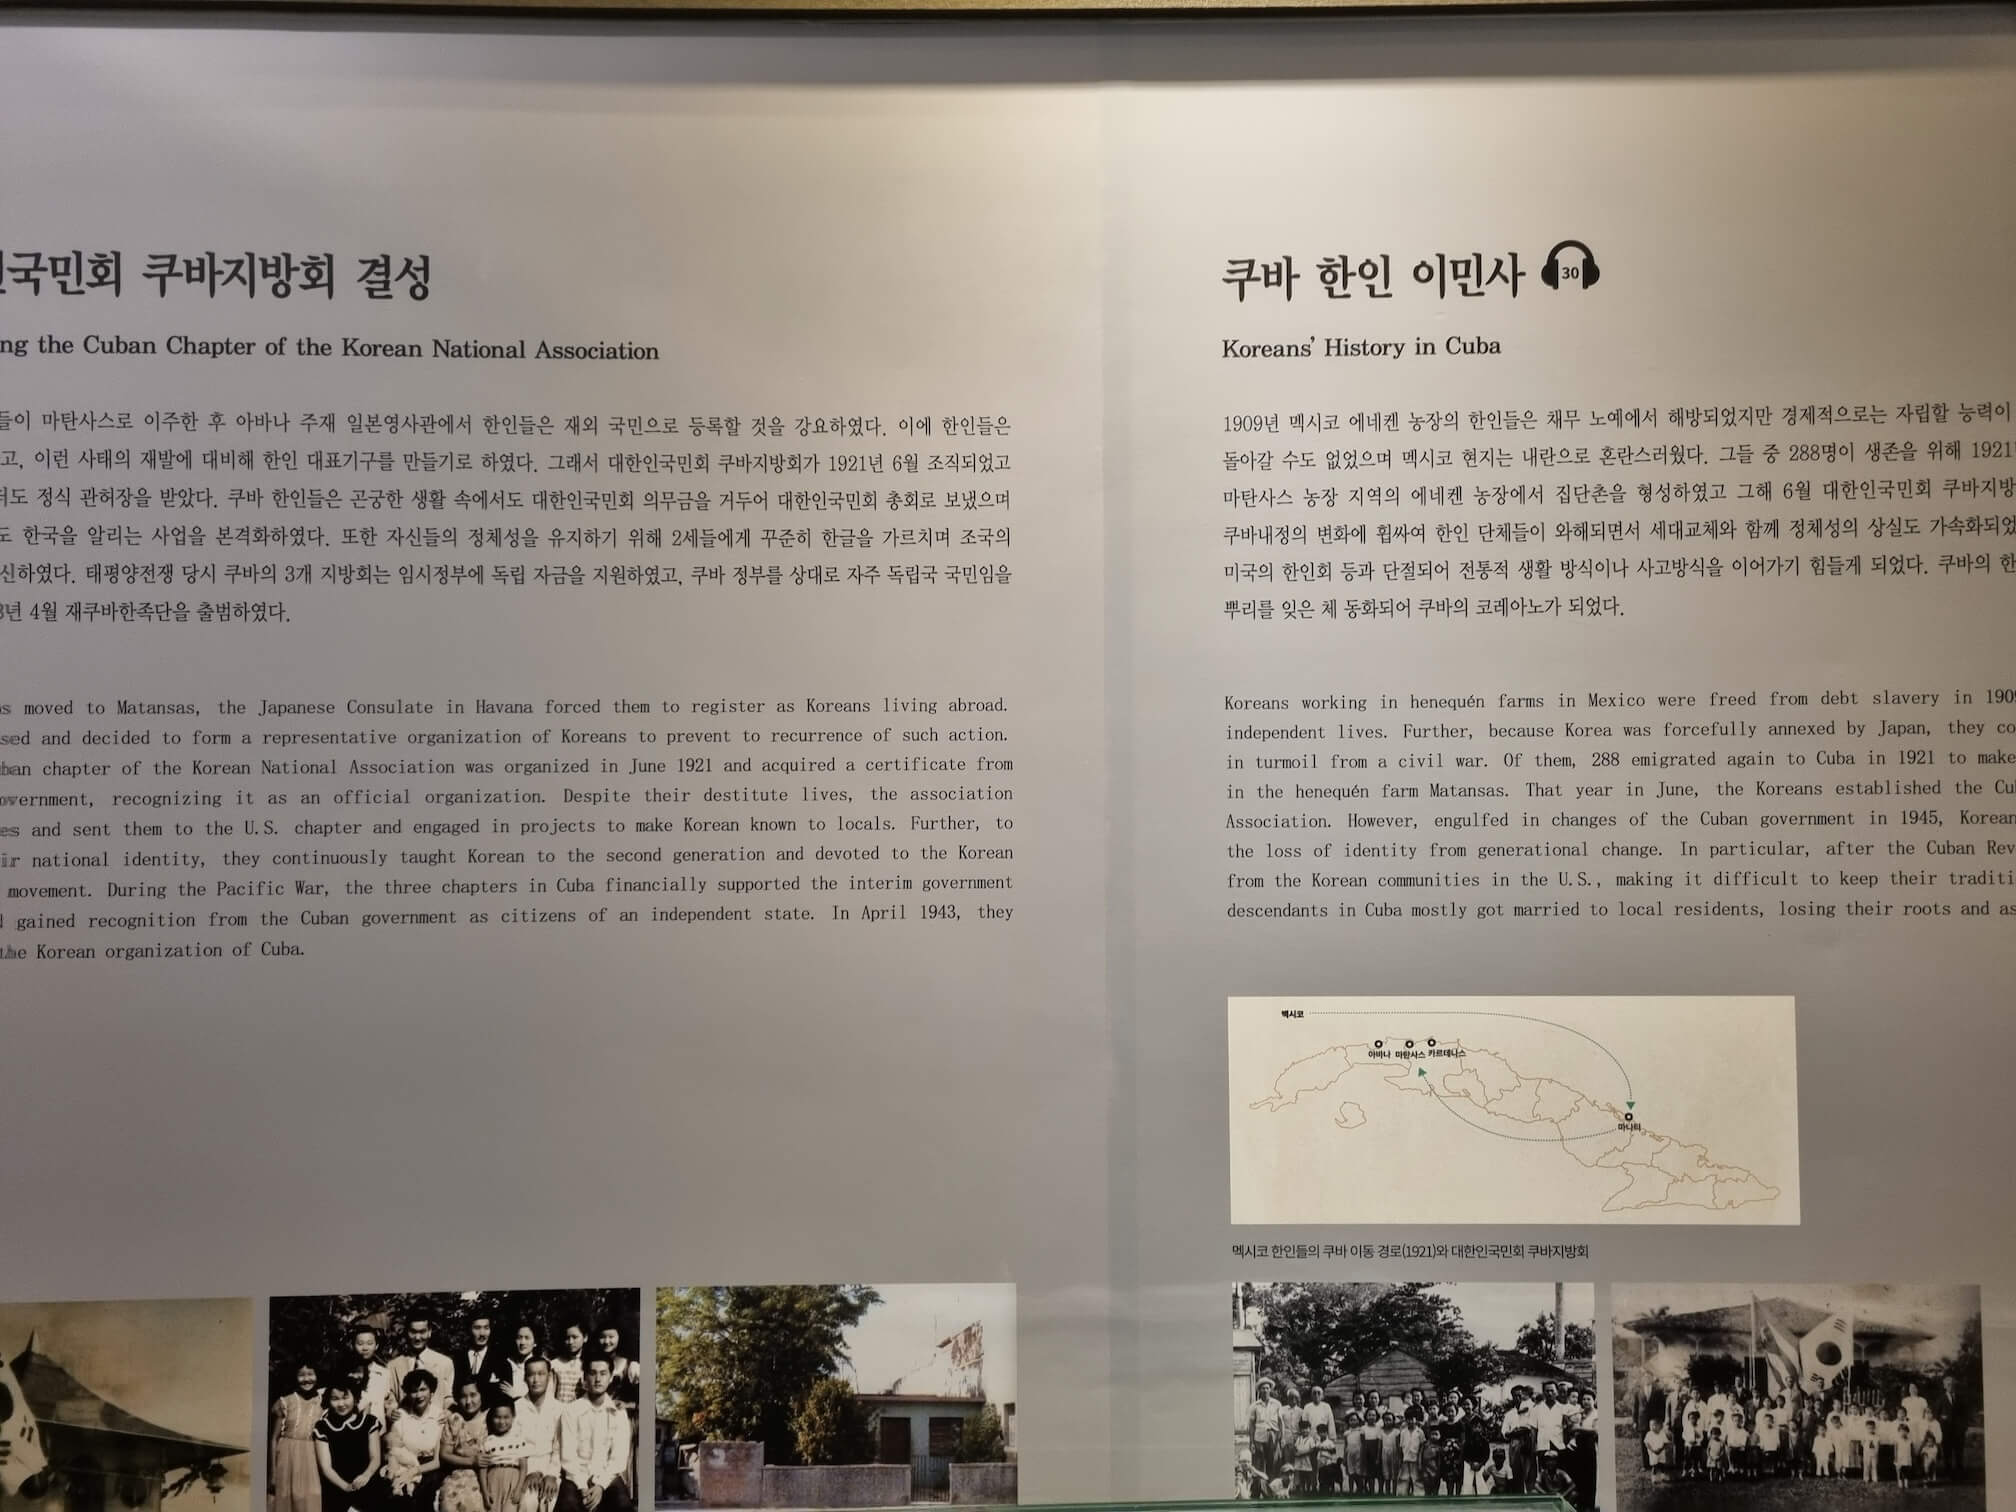 국민회 쿠바지방회 결성
the Cuban Chapter of the Korean National Association
마탄사스로 이주한 후 아바나 주재 일본영사관에서 한인들은 재외 국민으로 등록할 것을 강요하였다. 이에 한인들은
이런 사태의 재발에 대비해 한인 대표기구를 만들기로 하였다. 그래서 대한인국민회 쿠바지방회가 1921년 6월 조직되었고
정식 관허장을 받았다. 쿠바 한인들은 곤궁한 생활 속에서도 대한인국민회 의무금을 거두어 대한인국민회 총회로 보냈으며
한국을 알리는 사업을 본격화하였다. 또한 자신들의 정체성을 유지하기 위해 2세들에게 꾸준히 한글을 가르치며 조국의
태평양전쟁 당시 쿠바의 3개 지방회는 임시정부에 독립 자금을 지원하였고, 쿠바 정부를 상대로 자주 독립국 국민임을
4월 재쿠바한족단을 출범하였다.
moved to Matansas, the Japanese Consulate in Havana forced them to register as Koreans living abroad.
and decided to form a representative organization of Koreans to prevent to recurrence of such action.
chapter of the Korean National Association was organized in June 1921 and acquired a certificate from
recognizing it as an official organization. Despite their destitute lives, the association
and sent them to the U.S. chapter and engaged in projects to make Korean known to locals. Further, to
national identity, they continuously taught Korean to the second generation and devoted to the Korean
movement. During the Pacific War, the three chapters in Cuba financially supported the interim government
gained recognition from the Cuban government as citizens of an independent state. In April 1943, they
Korean organization of Cuba.
쿠바 한인 이민사 30
Koreans' History in Cuba
1909년 멕시코 에네켄 농장의 한인들은 채무 노예에서 해방되었지만 경제적으로는 자립할 능력이
돌아갈 수도 없었으며 멕시코 현지는 내란으로 혼란스러웠다. 그들 중 288명이 생존을 위해 1921
마탄사스 농장 지역의 에네켄 농장에서 집단촌을 형성하였고 그해 6월 대한인국민회 쿠바지방
쿠바내정의 변화에 휩싸여 한인 단체들이 와해되면서 세대교체와 함께 정체성의 상실도 가속화되었
미국의 한인회 등과 단절되어 전통적 생활 방식이나 사고방식을 이어가기 힘들게 되었다. 쿠바의 한
뿌리를 잊은 체 동화되어 쿠바의 코레아노가 되었다.
Koreans working in henequén farms in Mexico were freed from debt slavery in 190
independent lives. Further, because Korea was forcefully annexed by Japan, they co
in turmoil from a civil war. Of them, 288 emigrated again to Cuba in 1921 to make
in the henequén farm Matansas. That year in June, the Koreans established the Cu
Association. However, engulfed in changes of the Cuban government in 1945, Korean
the loss of identity from generational change. In particular, after the Cuban Rev
from the Korean communities in the U.S., making it difficult to keep their traditi
descendants in Cuba mostly got married to local residents, losing their roots and as
멕시코
아바나 마탄사스 카르데나스
마나티
멕시코 한인들의 쿠바 이동 경로(1921)와 대한인국민회 쿠바지방회